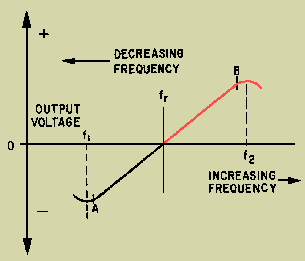 +
DECREASING
FREQUENCY
B
fr
OUTPUT
VOLTAGE
f1
0
f2
INCREASING
FREQUENCY
A
−